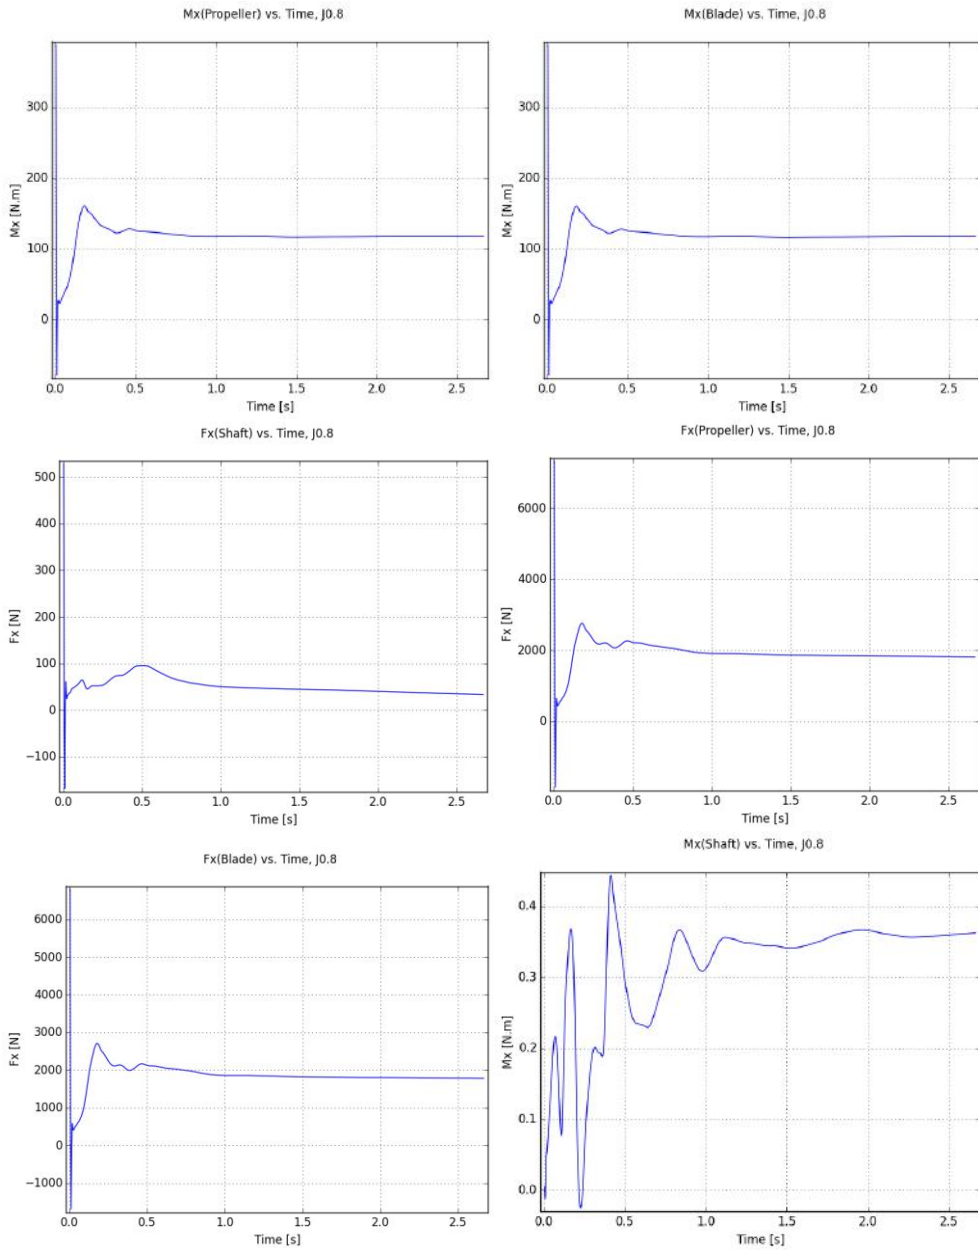 Mx(Propeller) vs. Time, J0.8
300
200
100
0
Mx [N.m]
0.0 0.5 1.0 1.5 2.0 2.5
Time [s]
Mx(Blade) vs. Time, J0.8
300
200
100
0
Mx [N.m]
0.0 0.5 1.0 1.5 2.0 2.5
Time [s]
Fx(Shaft) vs. Time, J0.8
500
400
300
200
100
0
−100
Fx [N]
0.0 0.5 1.0 1.5 2.0 2.5
Time [s]
Fx(Propeller) vs. Time, J0.8
6000
4000
2000
0
Fx [N]
0.0 0.5 1.0 1.5 2.0 2.5
Time [s]
Fx(Blade) vs. Time, J0.8
6000
5000
4000
3000
2000
1000
0
−1000
Fx [N]
0.0 0.5 1.0 1.5 2.0 2.5
Time [s]
Mx(Shaft) vs. Time, J0.8
0.4
0.3
0.2
0.1
0.0
Mx [N.m]
0.0 0.5 1.0 1.5 2.0 2.5
Time [s]